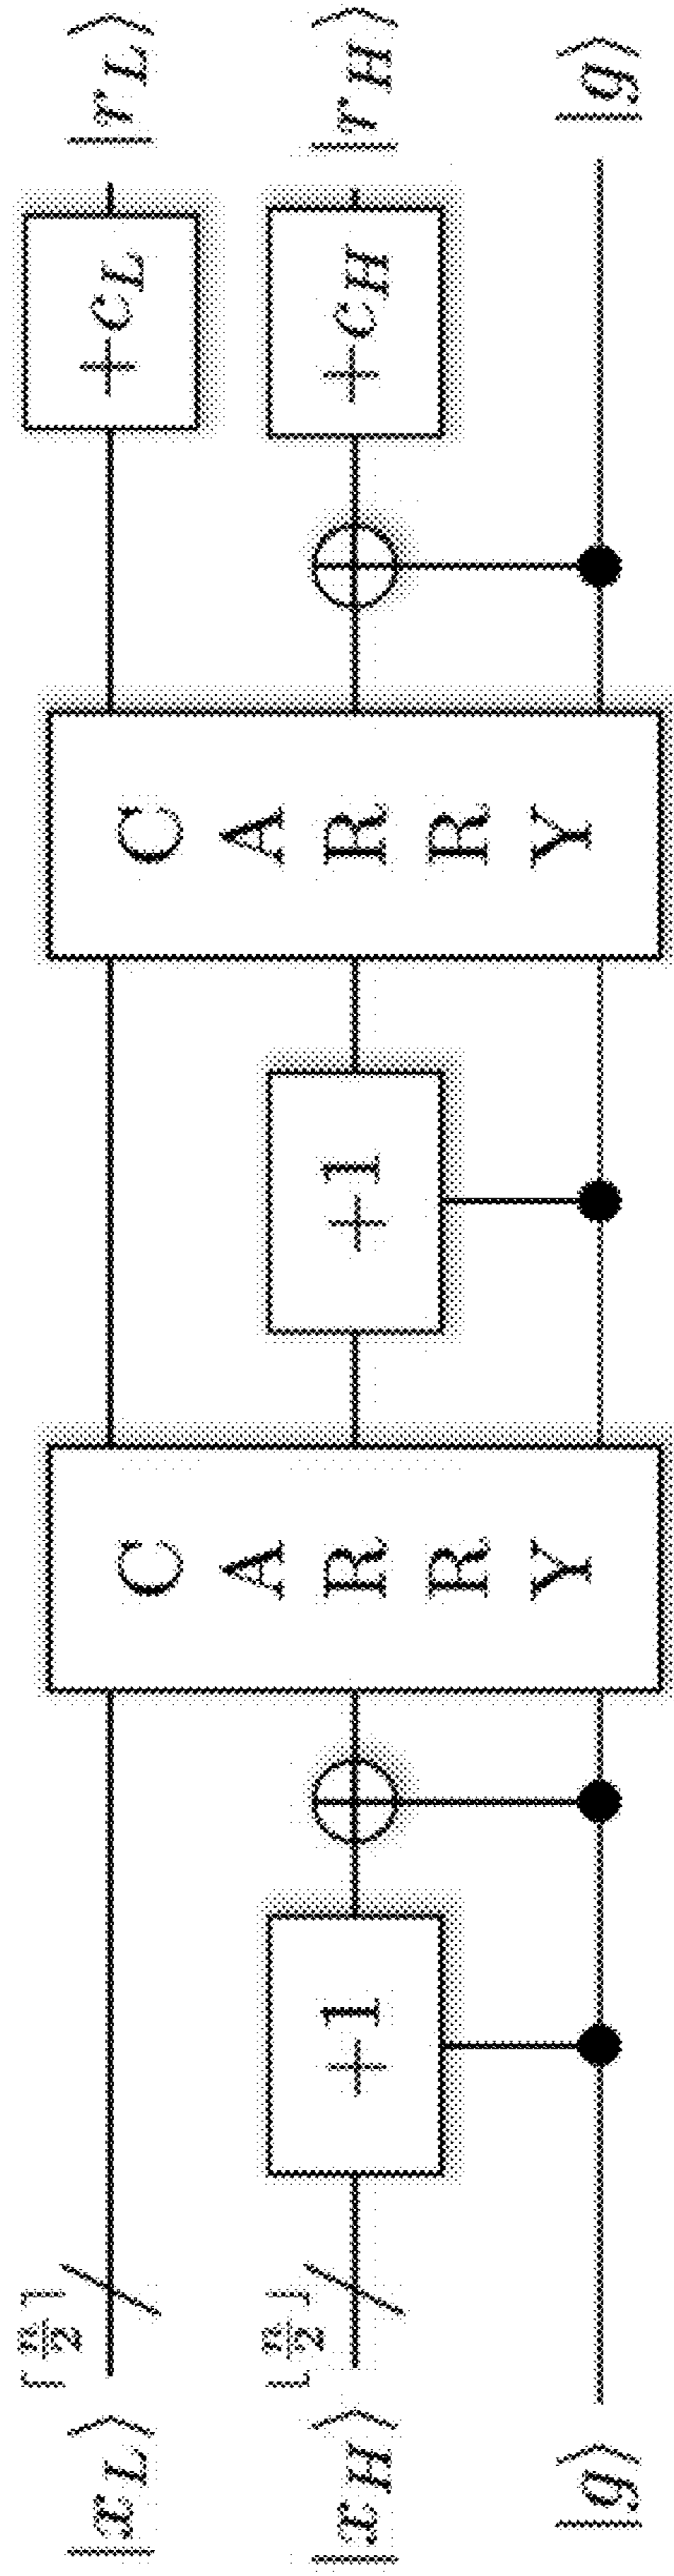 |x_L⟩ ⌈n/2⌉ +c_L |r_L⟩
|x_H⟩ ⌊n/2⌋ +1 +1 +c_H |r_H⟩
|g⟩ |g⟩
CARRY
CARRY